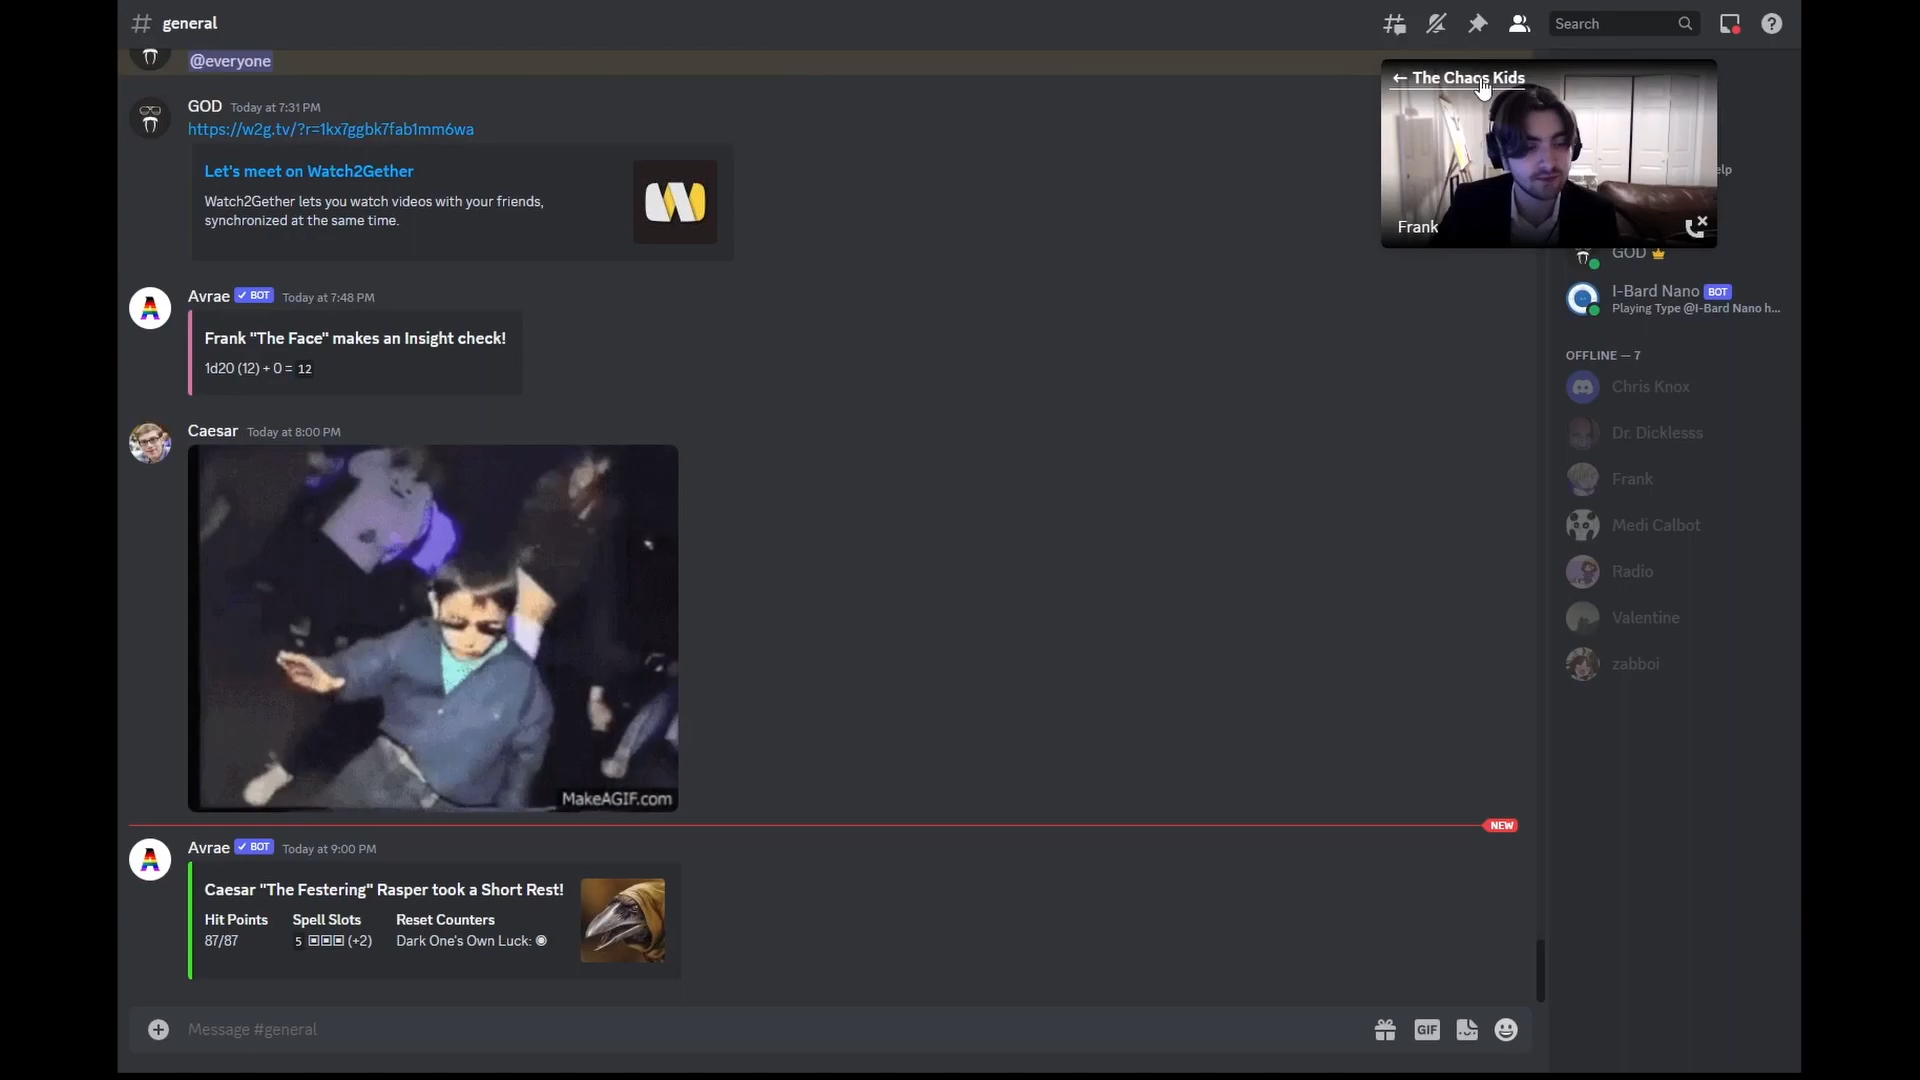 general
Search
@everyone
← The Chaos Kids
GOD Today at 7:31 PM
https://w2g.tv/?r=1kx7ggbk7fab1mm6wa
Let's meet on Watch2Gether
Watch2Gether lets you watch videos with your friends,
synchronized at the same time.
elp
Frank
GOD
I-Bard Nano BOT
Playing Type @I-Bard Nano h...
Avrae ✓ BOT Today at 7:48 PM
Frank "The Face" makes an Insight check!
1d20 (12) + 0 = 12
OFFLINE — 7
Chris Knox
Dr. Dicklesss
Frank
Medi Calbot
Radio
Valentine
zabboi
Caesar Today at 8:00 PM
MakeAGIF.com
NEW
Avrae ✓ BOT Today at 9:00 PM
Caesar "The Festering" Rasper took a Short Rest!
Hit Points Spell Slots Reset Counters
87/87 5 (+2) Dark One's Own Luck:
Message #general
GIF